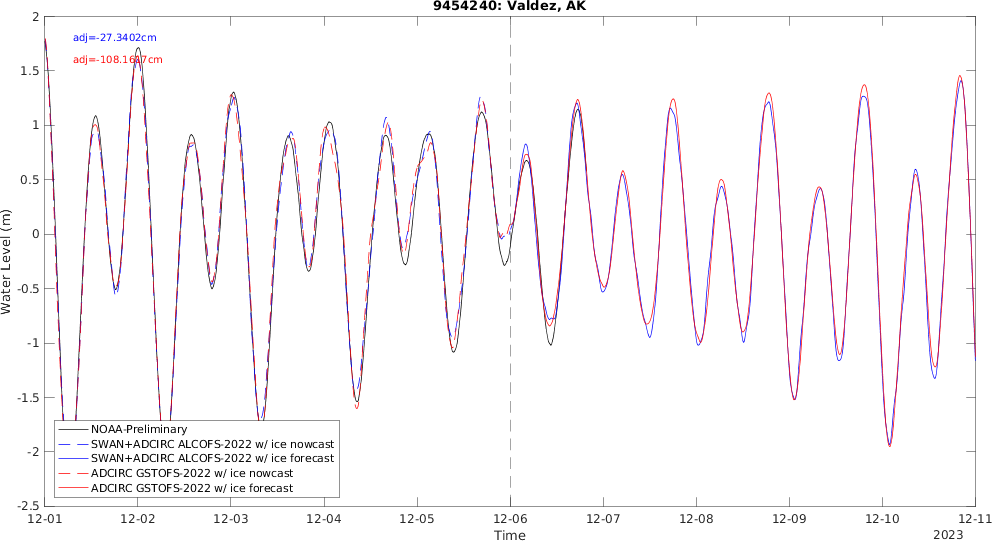 9454240: Valdez, AK
adj=-27.3402cm
adj=-108.1647cm
2
1.5
1
0.5
0
-0.5
-1
-1.5
-2
-2.5
Water Level (m)
NOAA-Preliminary
SWAN+ADCIRC ALCOFS-2022 w/ ice nowcast
SWAN+ADCIRC ALCOFS-2022 w/ ice forecast
ADCIRC GSTOFS-2022 w/ ice nowcast
ADCIRC GSTOFS-2022 w/ ice forecast
12-01 12-02 12-03 12-04 12-05 12-06 12-07 12-08 12-09 12-10 12-11
Time
2023